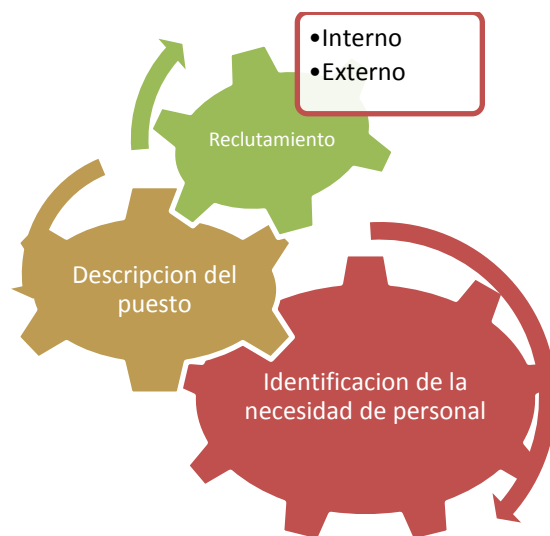 •Interno
•Externo
Reclutamiento
Descripcion del
puesto
Identificacion de la
necesidad de personal